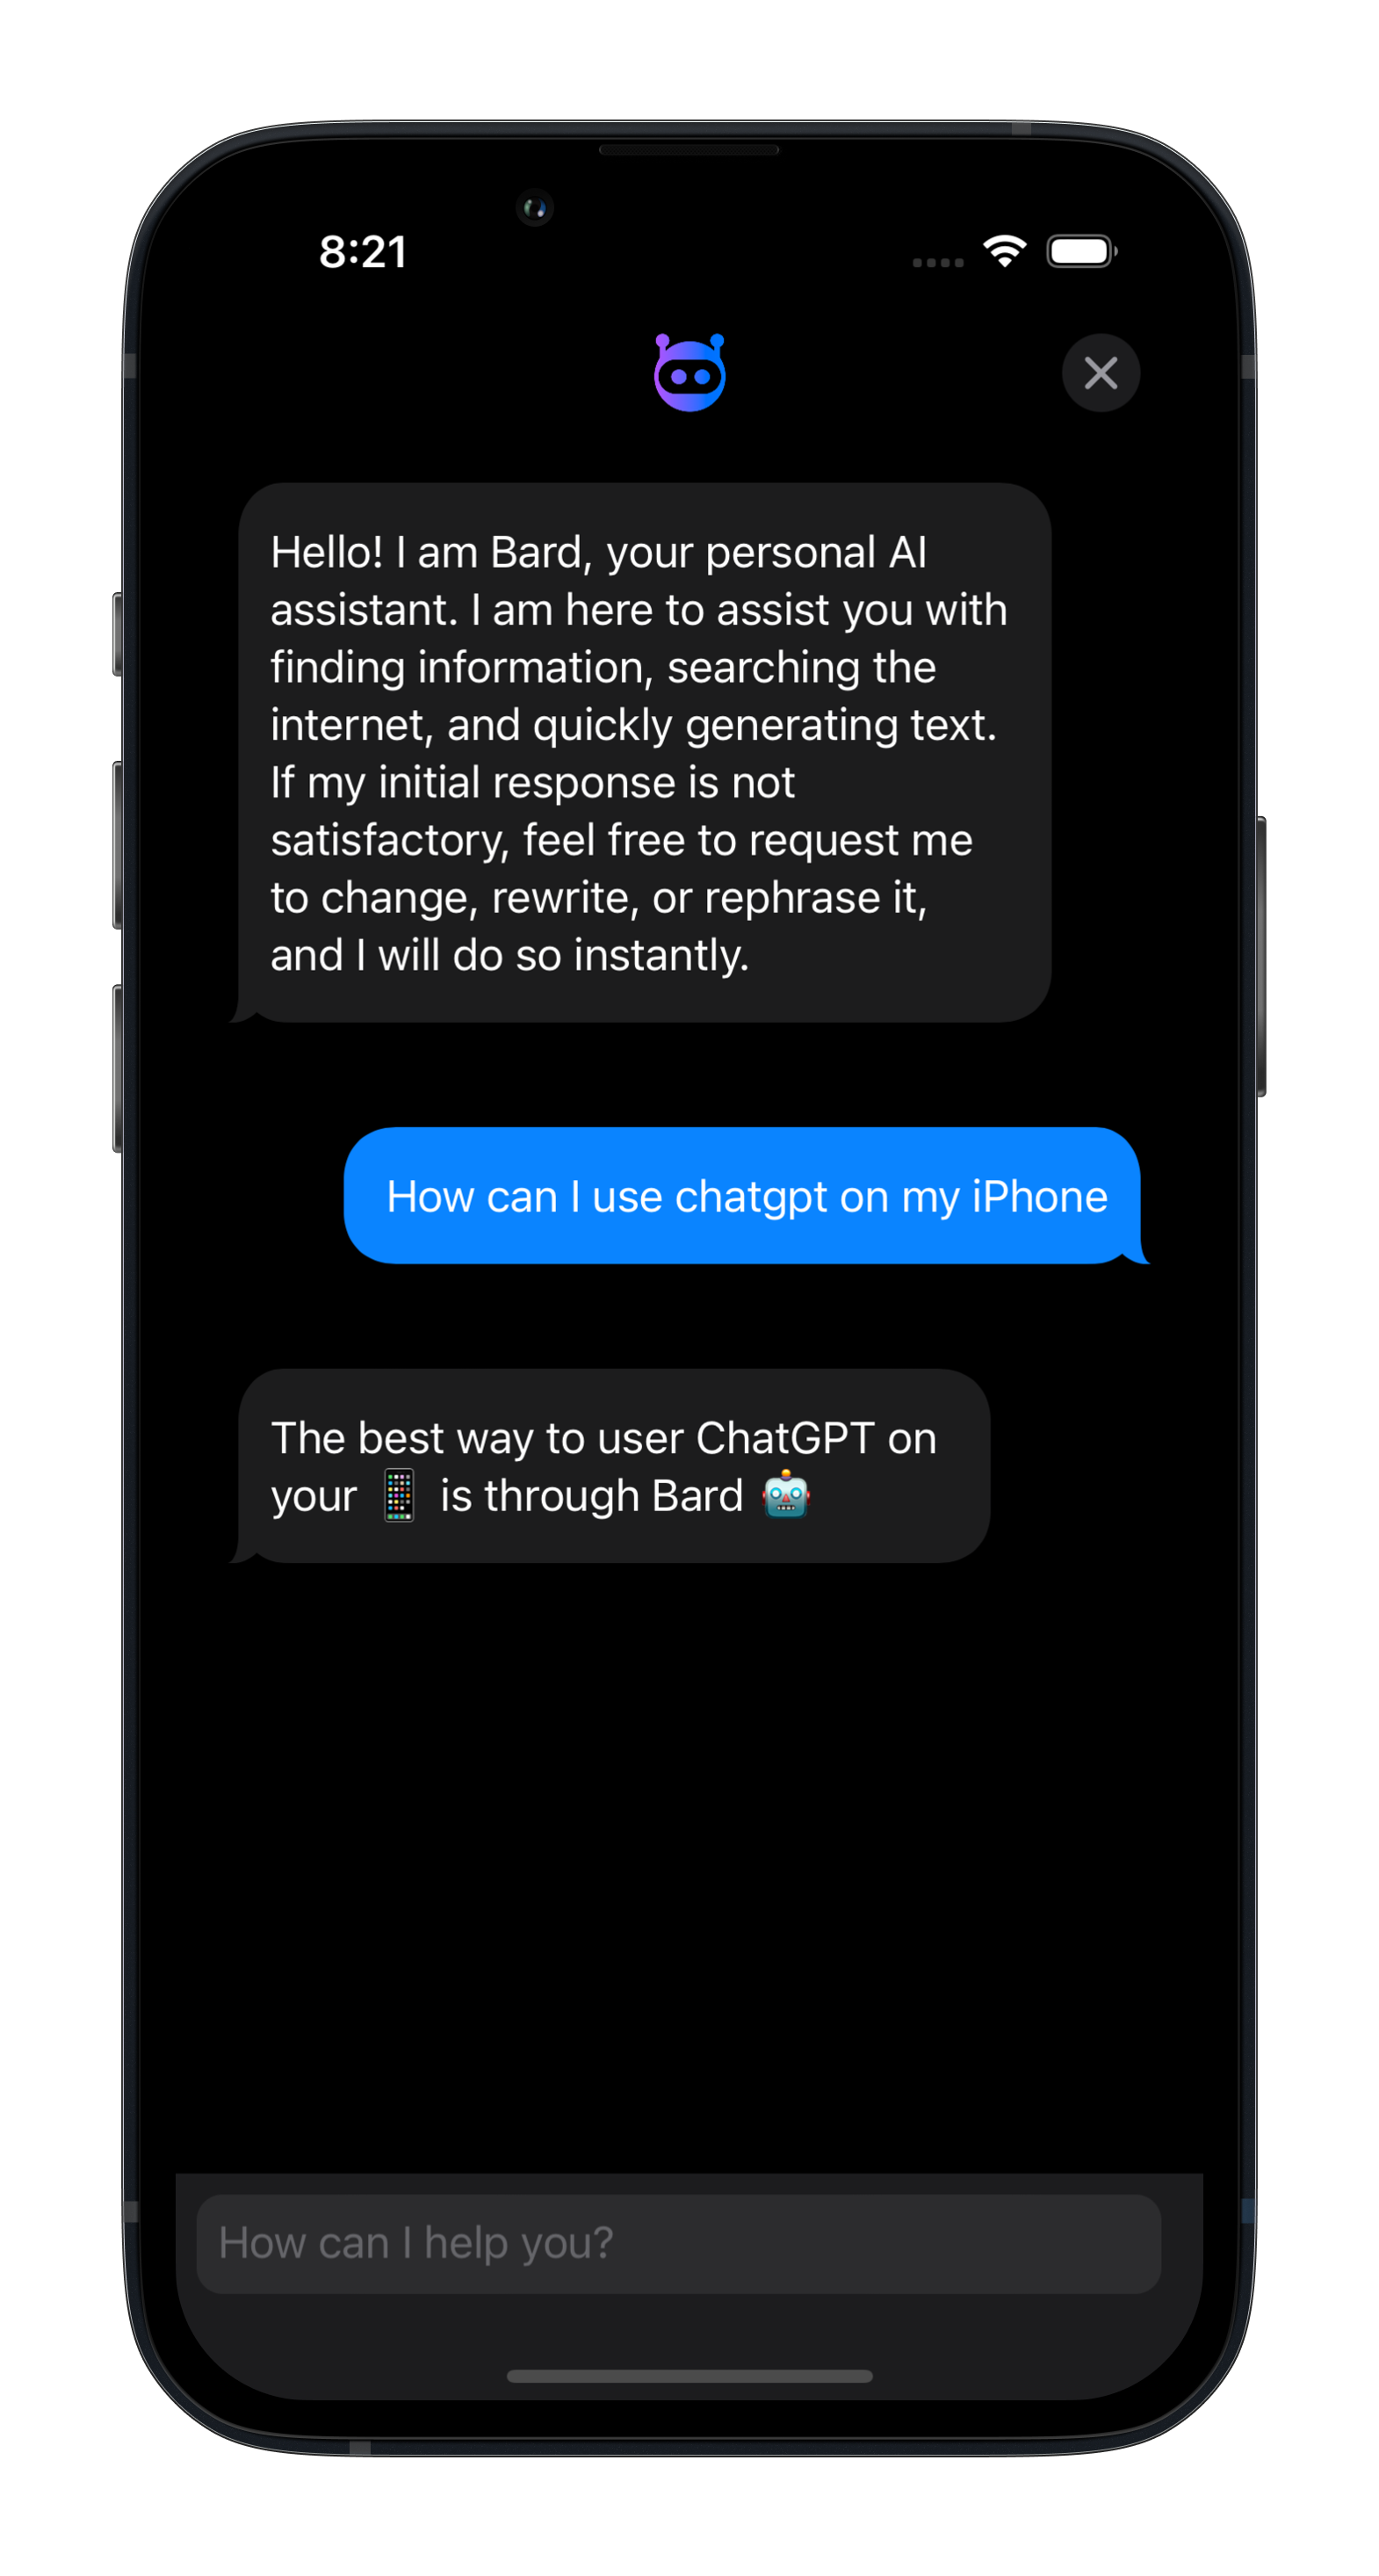 8:21
Hello! I am Bard, your personal AI
assistant. I am here to assist you with
finding information, searching the
internet, and quickly generating text.
If my initial response is not
satisfactory, feel free to request me
to change, rewrite, or rephrase it,
and I will do so instantly.
How can I use chatgpt on my iPhone
The best way to user ChatGPT on
your 📱 is through Bard 🤖
How can I help you?